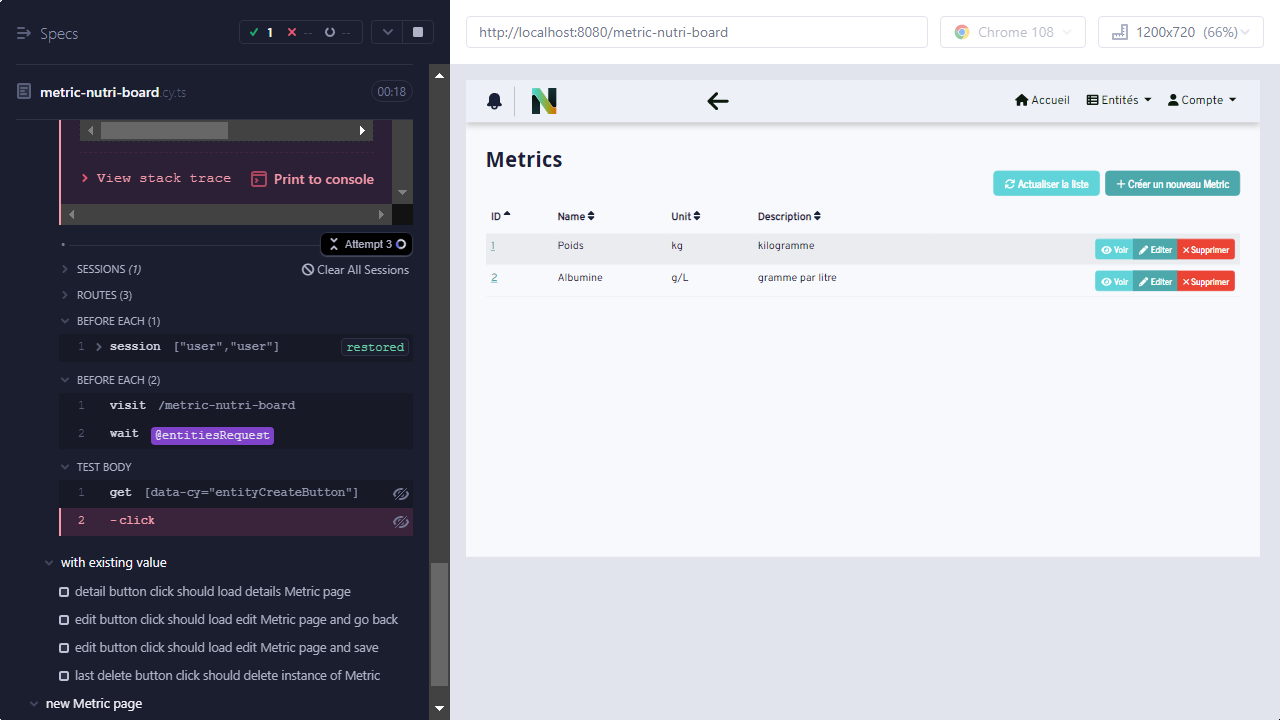 Specs
1
--
--
metric-nutri-board.cy.ts
00:18
View stack trace
Print to console
Attempt 3
SESSIONS (1)
Clear All Sessions
ROUTES (3)
BEFORE EACH (1)
1 session ["user","user"] restored
BEFORE EACH (2)
1 visit /metric-nutri-board
2 wait @entitiesRequest
TEST BODY
1 get [data-cy="entityCreateButton"]
2 -click
with existing value
detail button click should load details Metric page
edit button click should load edit Metric page and go back
edit button click should load edit Metric page and save
last delete button click should delete instance of Metric
new Metric page
http://localhost:8080/metric-nutri-board
Chrome 108
1200x720 (66%)
N
Accueil
Entités
Compte
Metrics
Actualiser la liste
+ Créer un nouveau Metric
ID Name Unit Description
1 Poids kg kilogramme Voir Editer Supprimer
2 Albumine g/L gramme par litre Voir Editer Supprimer